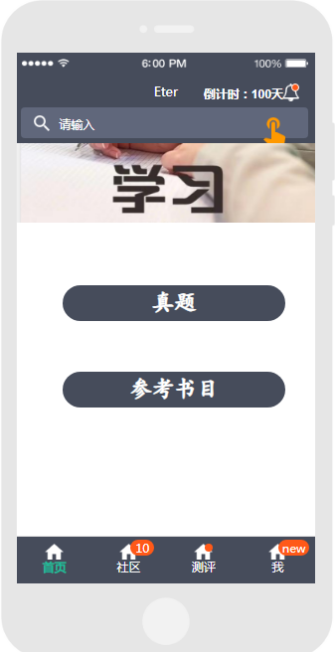 6:00 PM 100%
Eter 倒计时：100天
请输入
学习
真题
参考书目
10 new
首页 社区 测评 我